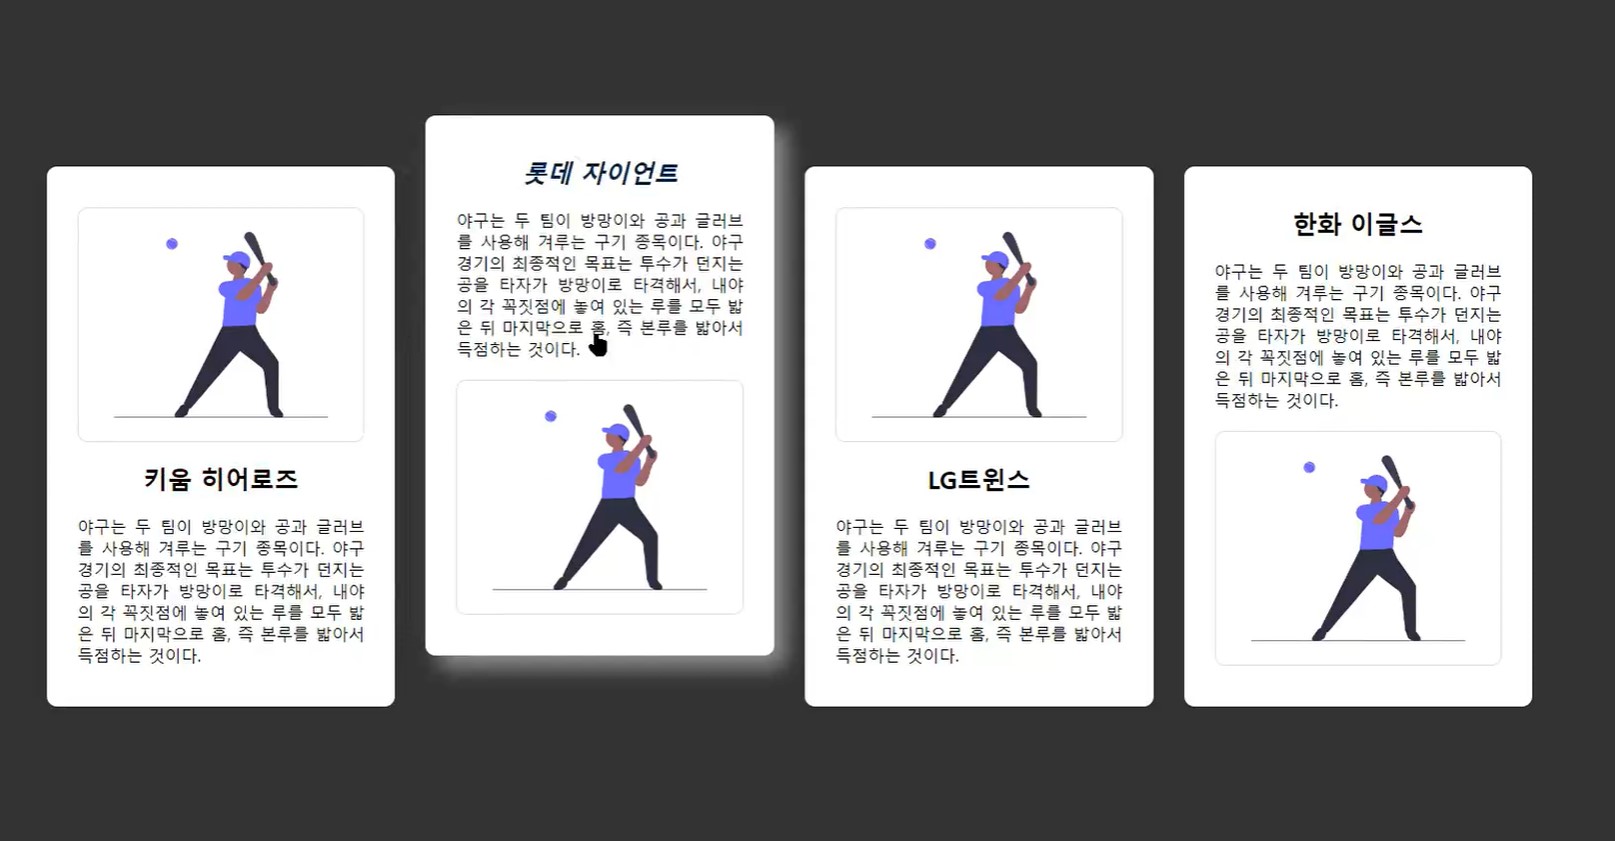 키움 히어로즈
야구는 두 팀이 방망이와 공과 글러브
를 사용해 겨루는 구기 종목이다. 야구
경기의 최종적인 목표는 투수가 던지는
공을 타자가 방망이로 타격해서, 내야
의 각 꼭짓점에 놓여 있는 루를 모두 밟
은 뒤 마지막으로 홈, 즉 본루를 밟아서
득점하는 것이다.
롯데 자이언트
야구는 두 팀이 방망이와 공과 글러브
를 사용해 겨루는 구기 종목이다. 야구
경기의 최종적인 목표는 투수가 던지는
공을 타자가 방망이로 타격해서, 내야
의 각 꼭짓점에 놓여 있는 루를 모두 밟
은 뒤 마지막으로 홈, 즉 본루를 밟아서
득점하는 것이다.
LG트윈스
야구는 두 팀이 방망이와 공과 글러브
를 사용해 겨루는 구기 종목이다. 야구
경기의 최종적인 목표는 투수가 던지는
공을 타자가 방망이로 타격해서, 내야
의 각 꼭짓점에 놓여 있는 루를 모두 밟
은 뒤 마지막으로 홈, 즉 본루를 밟아서
득점하는 것이다.
한화 이글스
야구는 두 팀이 방망이와 공과 글러브
를 사용해 겨루는 구기 종목이다. 야구
경기의 최종적인 목표는 투수가 던지는
공을 타자가 방망이로 타격해서, 내야
의 각 꼭짓점에 놓여 있는 루를 모두 밟
은 뒤 마지막으로 홈, 즉 본루를 밟아서
득점하는 것이다.